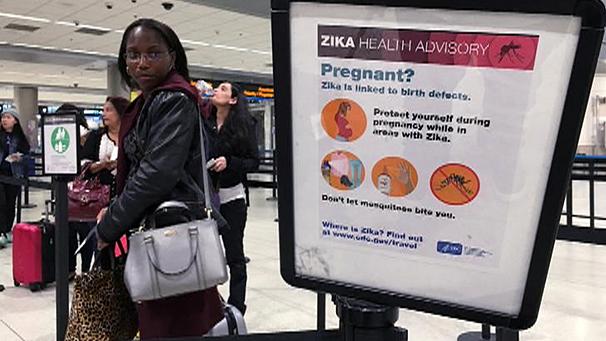 ZIKA HEALTH ADVISORY
Pregnant?
Zika is linked to birth defects.
Protect yourself during
pregnancy while in
areas with Zika.
Don't let mosquitoes bite you.
Where is Zika? Find out
at www.cdc.gov/travel